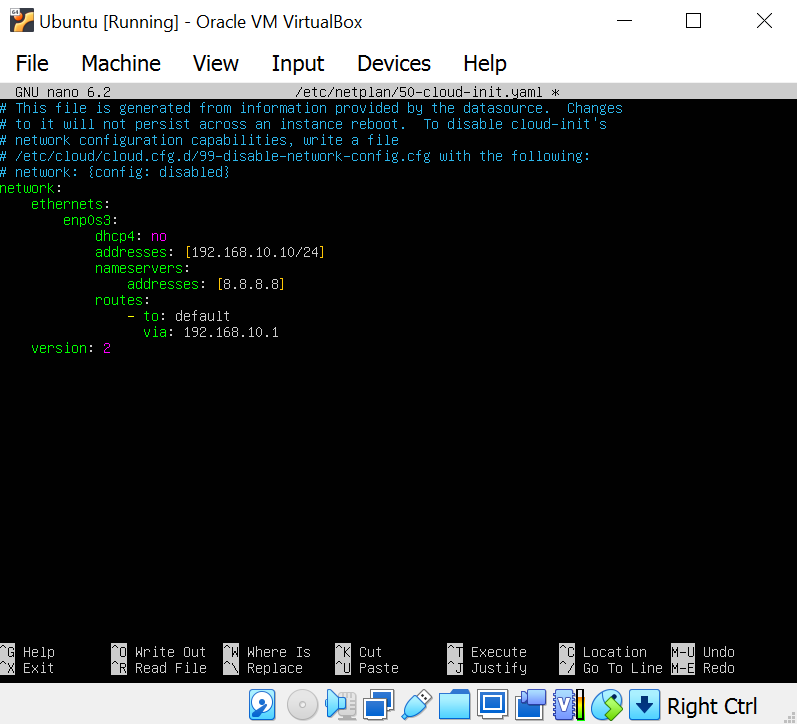 Ubuntu [Running] - Oracle VM VirtualBox
File Machine View Input Devices Help
GNU nano 6.2 /etc/netplan/50-cloud-init.yaml *
# This file is generated from information provided by the datasource.  Changes
# to it will not persist across an instance reboot.  To disable cloud-init's
# network configuration capabilities, write a file
# /etc/cloud/cloud.cfg.d/99-disable-network-config.cfg with the following:
# network: {config: disabled}
network:
    ethernets:
        enp0s3:
            dhcp4: no
            addresses: [192.168.10.10/24]
            nameservers:
                addresses: [8.8.8.8]
            routes:
                - to: default
                  via: 192.168.10.1
    version: 2
^G Help ^O Write Out ^W Where Is ^K Cut ^T Execute ^C Location M-U Undo
^X Exit ^R Read File ^\ Replace ^U Paste ^J Justify ^/ Go To Line M-E Redo
Right Ctrl